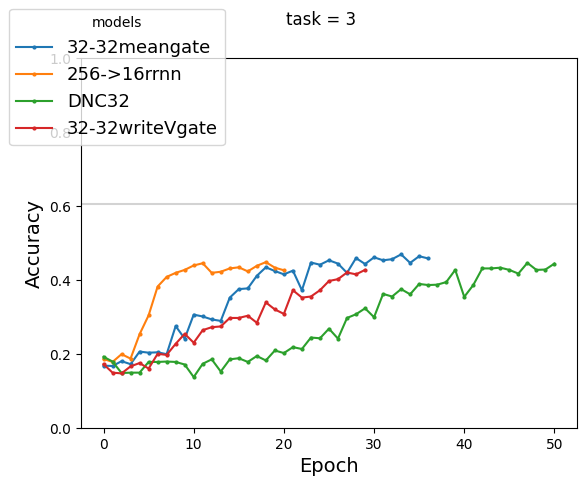 task = 3
models
32-32meangate
256->16rrnn
DNC32
32-32writeVgate
1.0
0.8
0.6
0.4
0.2
0.0
Accuracy
0 10 20 30 40 50
Epoch